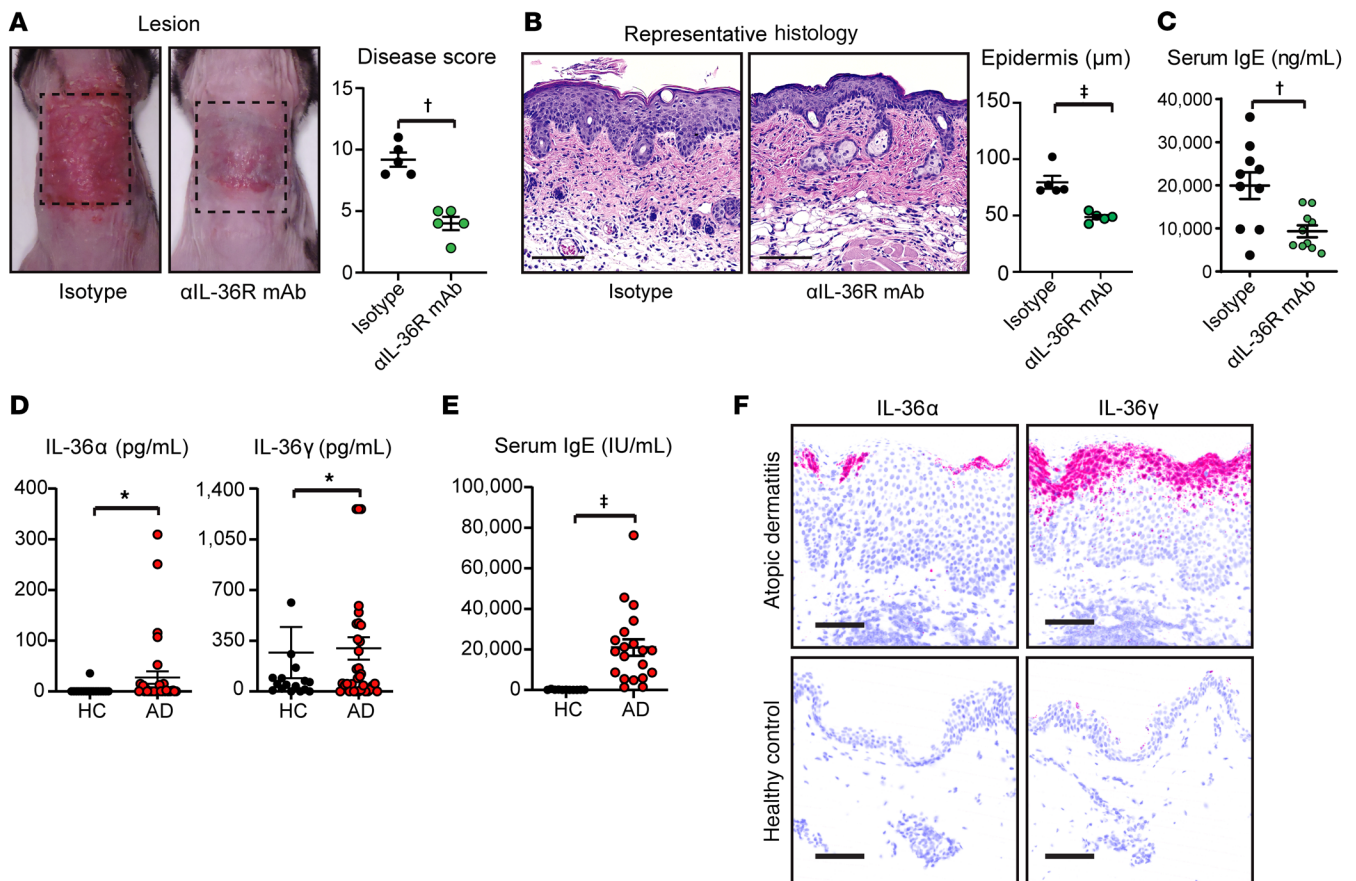 A
Lesion
Isotype
αIL-36R mAb
Disease score
15
10
5
0
†
Isotype
αIL-36R mAb
B
Representative histology
Isotype
αIL-36R mAb
Epidermis (μm)
150
100
50
0
‡
Isotype
αIL-36R mAb
C
Serum IgE (ng/mL)
40,000
30,000
20,000
10,000
0
†
Isotype
αIL-36R mAb
D
IL-36α (pg/mL)
400
300
200
100
0
*
HC
AD
IL-36γ (pg/mL)
1,400
1,050
700
350
0
*
HC
AD
E
Serum IgE (IU/mL)
100,000
80,000
60,000
40,000
20,000
0
‡
HC
AD
F
IL-36α
IL-36γ
Atopic dermatitis
Healthy control